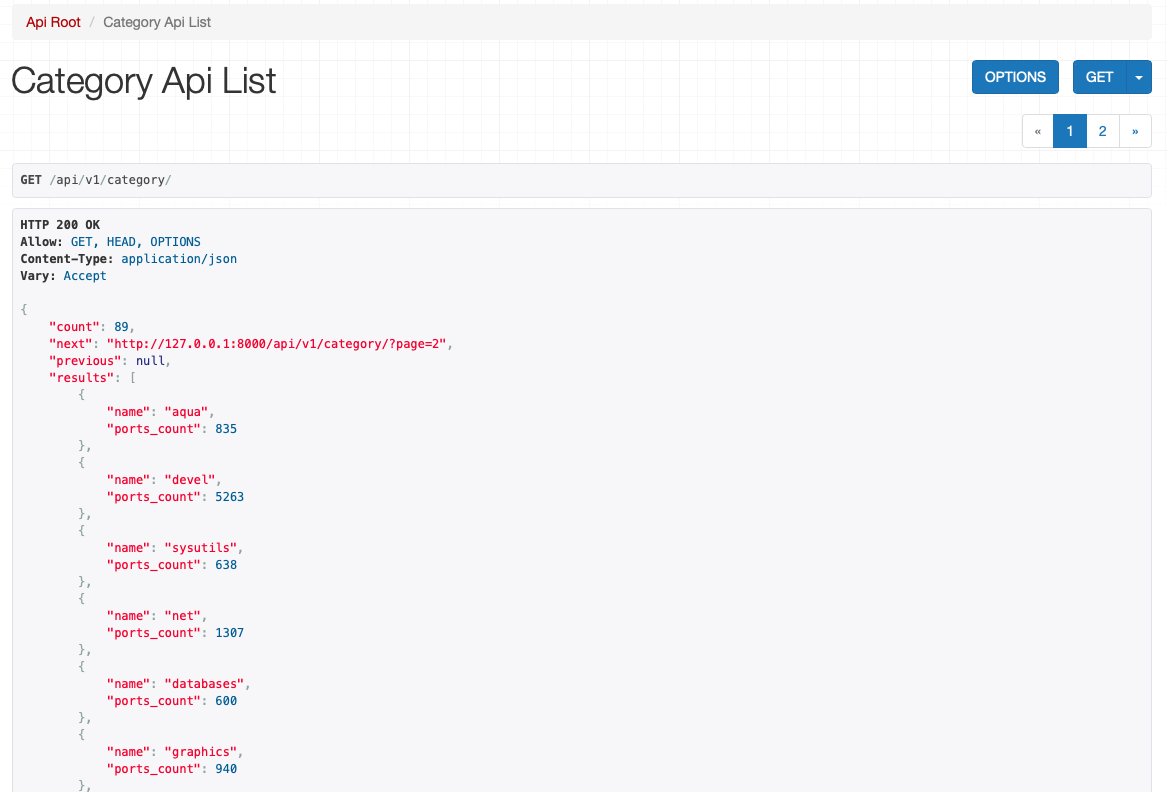 Api Root / Category Api List
Category Api List
OPTIONS GET
« 1 2 »
GET /api/v1/category/
HTTP 200 OK
Allow: GET, HEAD, OPTIONS
Content-Type: application/json
Vary: Accept
{
    "count": 89,
    "next": "http://127.0.0.1:8000/api/v1/category/?page=2",
    "previous": null,
    "results": [
        {
            "name": "aqua",
            "ports_count": 835
        },
        {
            "name": "devel",
            "ports_count": 5263
        },
        {
            "name": "sysutils",
            "ports_count": 638
        },
        {
            "name": "net",
            "ports_count": 1307
        },
        {
            "name": "databases",
            "ports_count": 600
        },
        {
            "name": "graphics",
            "ports_count": 940
        },